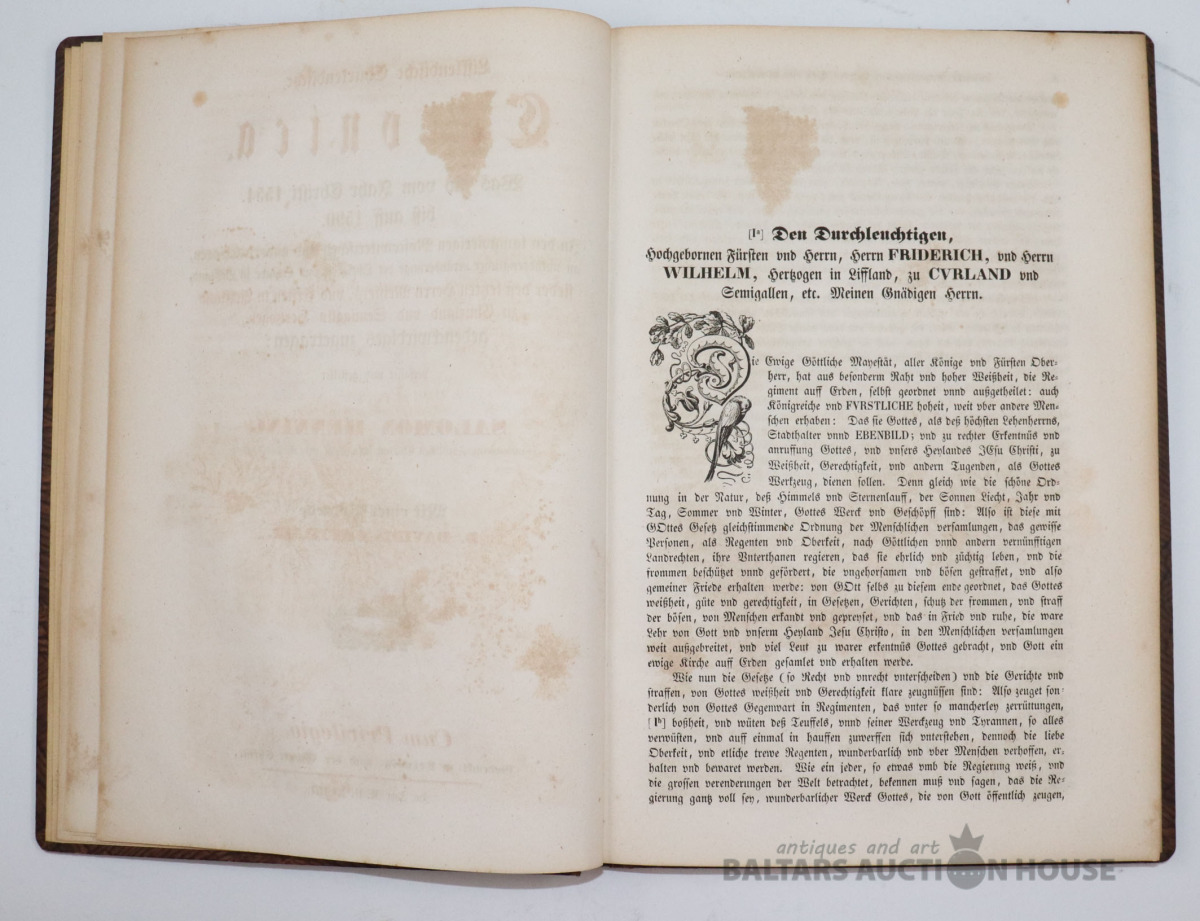 [1ᵃ] Den Durchleuchtigen,
Hochgebornen Fürsten vnd Herrn, Herrn FRIDERICH, vnd Herrn
WILHELM, Hertzogen in Liffland, zu CVRLAND vnd
Semigallen, etc. Meinen Gnädigen Herrn.
Die Ewige Göttliche Mayestät, aller Könige vnd Fürsten Ober-
herr, hat aus besonderm Raht vnd hoher Weißheit, die Re-
giment auff Erden, selbst geordnet vnnd außgetheilet: auch
Königreiche vnd FVRSTLICHE hoheit, weit vber andere Men-
schen erhaben: Das sie Gottes, als deß höchsten Lehenherrns,
Stadthalter vnnd EBENBILD; vnd zu rechter Erkentnüs vnd
anruffung Gottes, vnd vnsers Heylandes JEsu Christi, zu
Weißheit, Gerechtigkeit, vnd andern Tugenden, als Gottes
Werkzeug, dienen sollen. Denn gleich wie die schöne Ord-
nung in der Natur, deß Himmels vnd Sternenlauff, der Sonnen Liecht, Jahr vnd
Tag, Sommer vnd Winter, Gottes Werck vnd Geschöpff sind: Also ist diese mit
GOttes Gesetz gleichstimmende Ordnung der Menschlichen versamlungen, das gewisse
Personen, als Regenten vnd Oberkeit, nach Göttlichen vnnd andern vernünfftigen
Landrechten, ihre Vnterthanen regieren, das sie ehrlich vnd züchtig leben, vnd die
frommen beschützet vnnd gefördert, die vngehorsamen vnd bösen gestraffet, vnd also
gemeiner Friede erhalten werde: von GOtt selbs zu diesem ende geordnet, das Gottes
weißheit, güte vnd gerechtigkeit, in Gesetzen, Gerichten, schutz der frommen, vnd straff
der bösen, von Menschen erkandt vnd gepreyset, vnd das in Fried vnd ruhe, die ware
Lehr von Gott vnd vnserm Heyland Jesu Christo, in den Menschlichen versamlungen
weit außgebreitet, vnd viel Leut zu warer erkentnüs Gottes gebracht, vnd Gott ein
ewige Kirche auff Erden gesamlet vnd erhalten werde.
Wie nun die Gesetze (so Recht vnd vnrecht vnterscheiden) vnd die Gerichte vnd
straffen, von Gottes weißheit vnd Gerechtigkeit klare zeugnüssen sind: Also zeuget son-
derlich von Gottes Gegenwart in Regimenten, das vnter so mancherley zerrüttungen,
[1ᵇ] boßheit, vnd wüten deß Teuffels, vnnd seiner Werckzeug vnd Tyrannen, so alles
verwüsten, vnd auff einmal in hauffen zuwerffen sich vnterstehen, dennoch die liebe
Oberkeit, vnd etliche trewe Regenten, wunderbarlich vnd vber Menschen verhoffen, er-
halten vnd bewaret werden. Wie ein jeder, so etwas vmb die Regierung weiß, vnd
die grossen verenderungen der Welt betrachtet, bekennen muß vnd sagen, das die Re-
gierung gantz voll sey, wunderbarlicher Werck Gottes, die von Gott öffentlich zeugen,
antiques and art
BALTARS AUCTION HOUSE